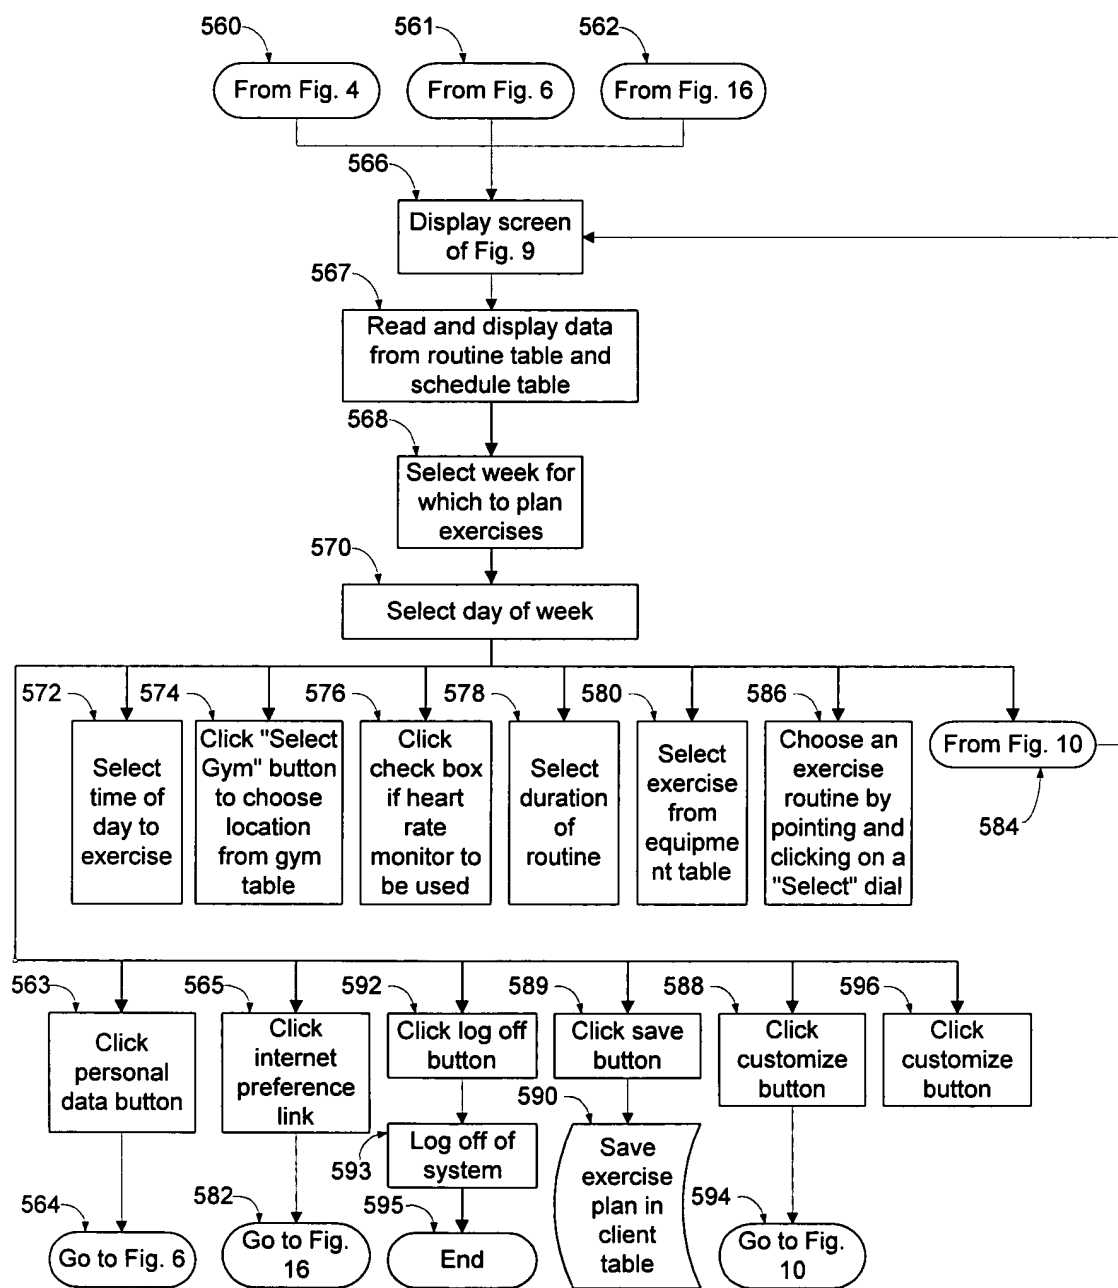 560
561
562
From Fig. 4
From Fig. 6
From Fig. 16
566
Display screen
of Fig. 9
567
Read and display data
from routine table and
schedule table
568
Select week for
which to plan
exercises
570
Select day of week
572
Select
time of
day to
exercise
574
Click "Select
Gym" button
to choose
location
from gym
table
576
Click
check box
if heart
rate
monitor to
be used
578
Select
duration
of
routine
580
Select
exercise
from
equipme
nt table
586
Choose an
exercise
routine by
pointing and
clicking on a
"Select" dial
From Fig. 10
584
563
Click
personal
data button
565
Click
internet
preference
link
592
Click log off
button
589
Click save
button
588
Click
customize
button
596
Click
customize
button
593
Log off of
system
590
Save
exercise
plan in
client
table
564
Go to Fig. 6
582
Go to Fig.
16
595
End
594
Go to Fig.
10